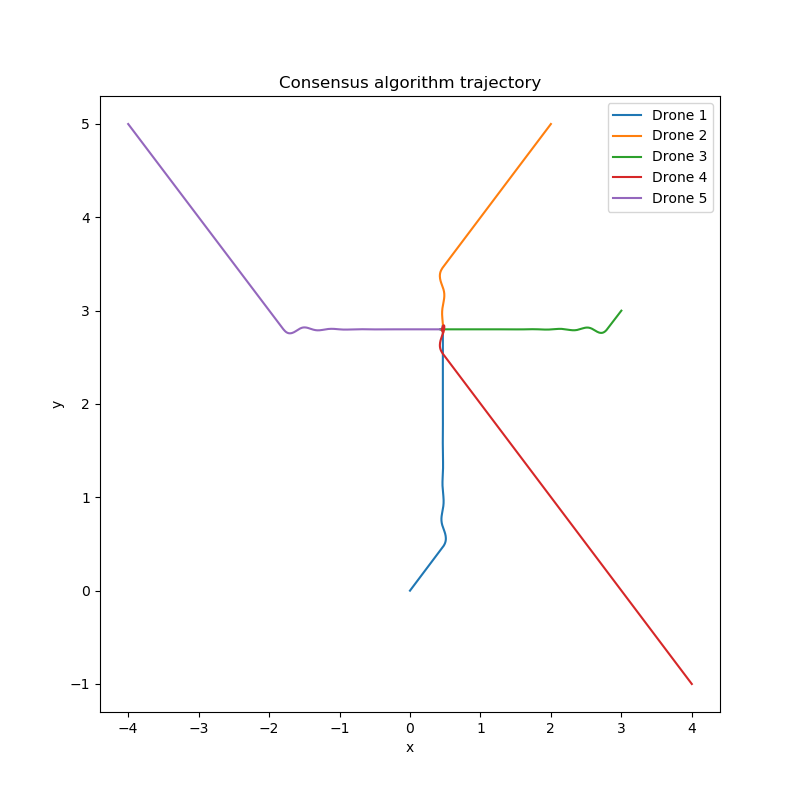 Consensus algorithm trajectory
Drone 1
Drone 2
Drone 3
Drone 4
Drone 5
5
4
3
2
1
0
−1
y
−4
−3
−2
−1
0
1
2
3
4
x